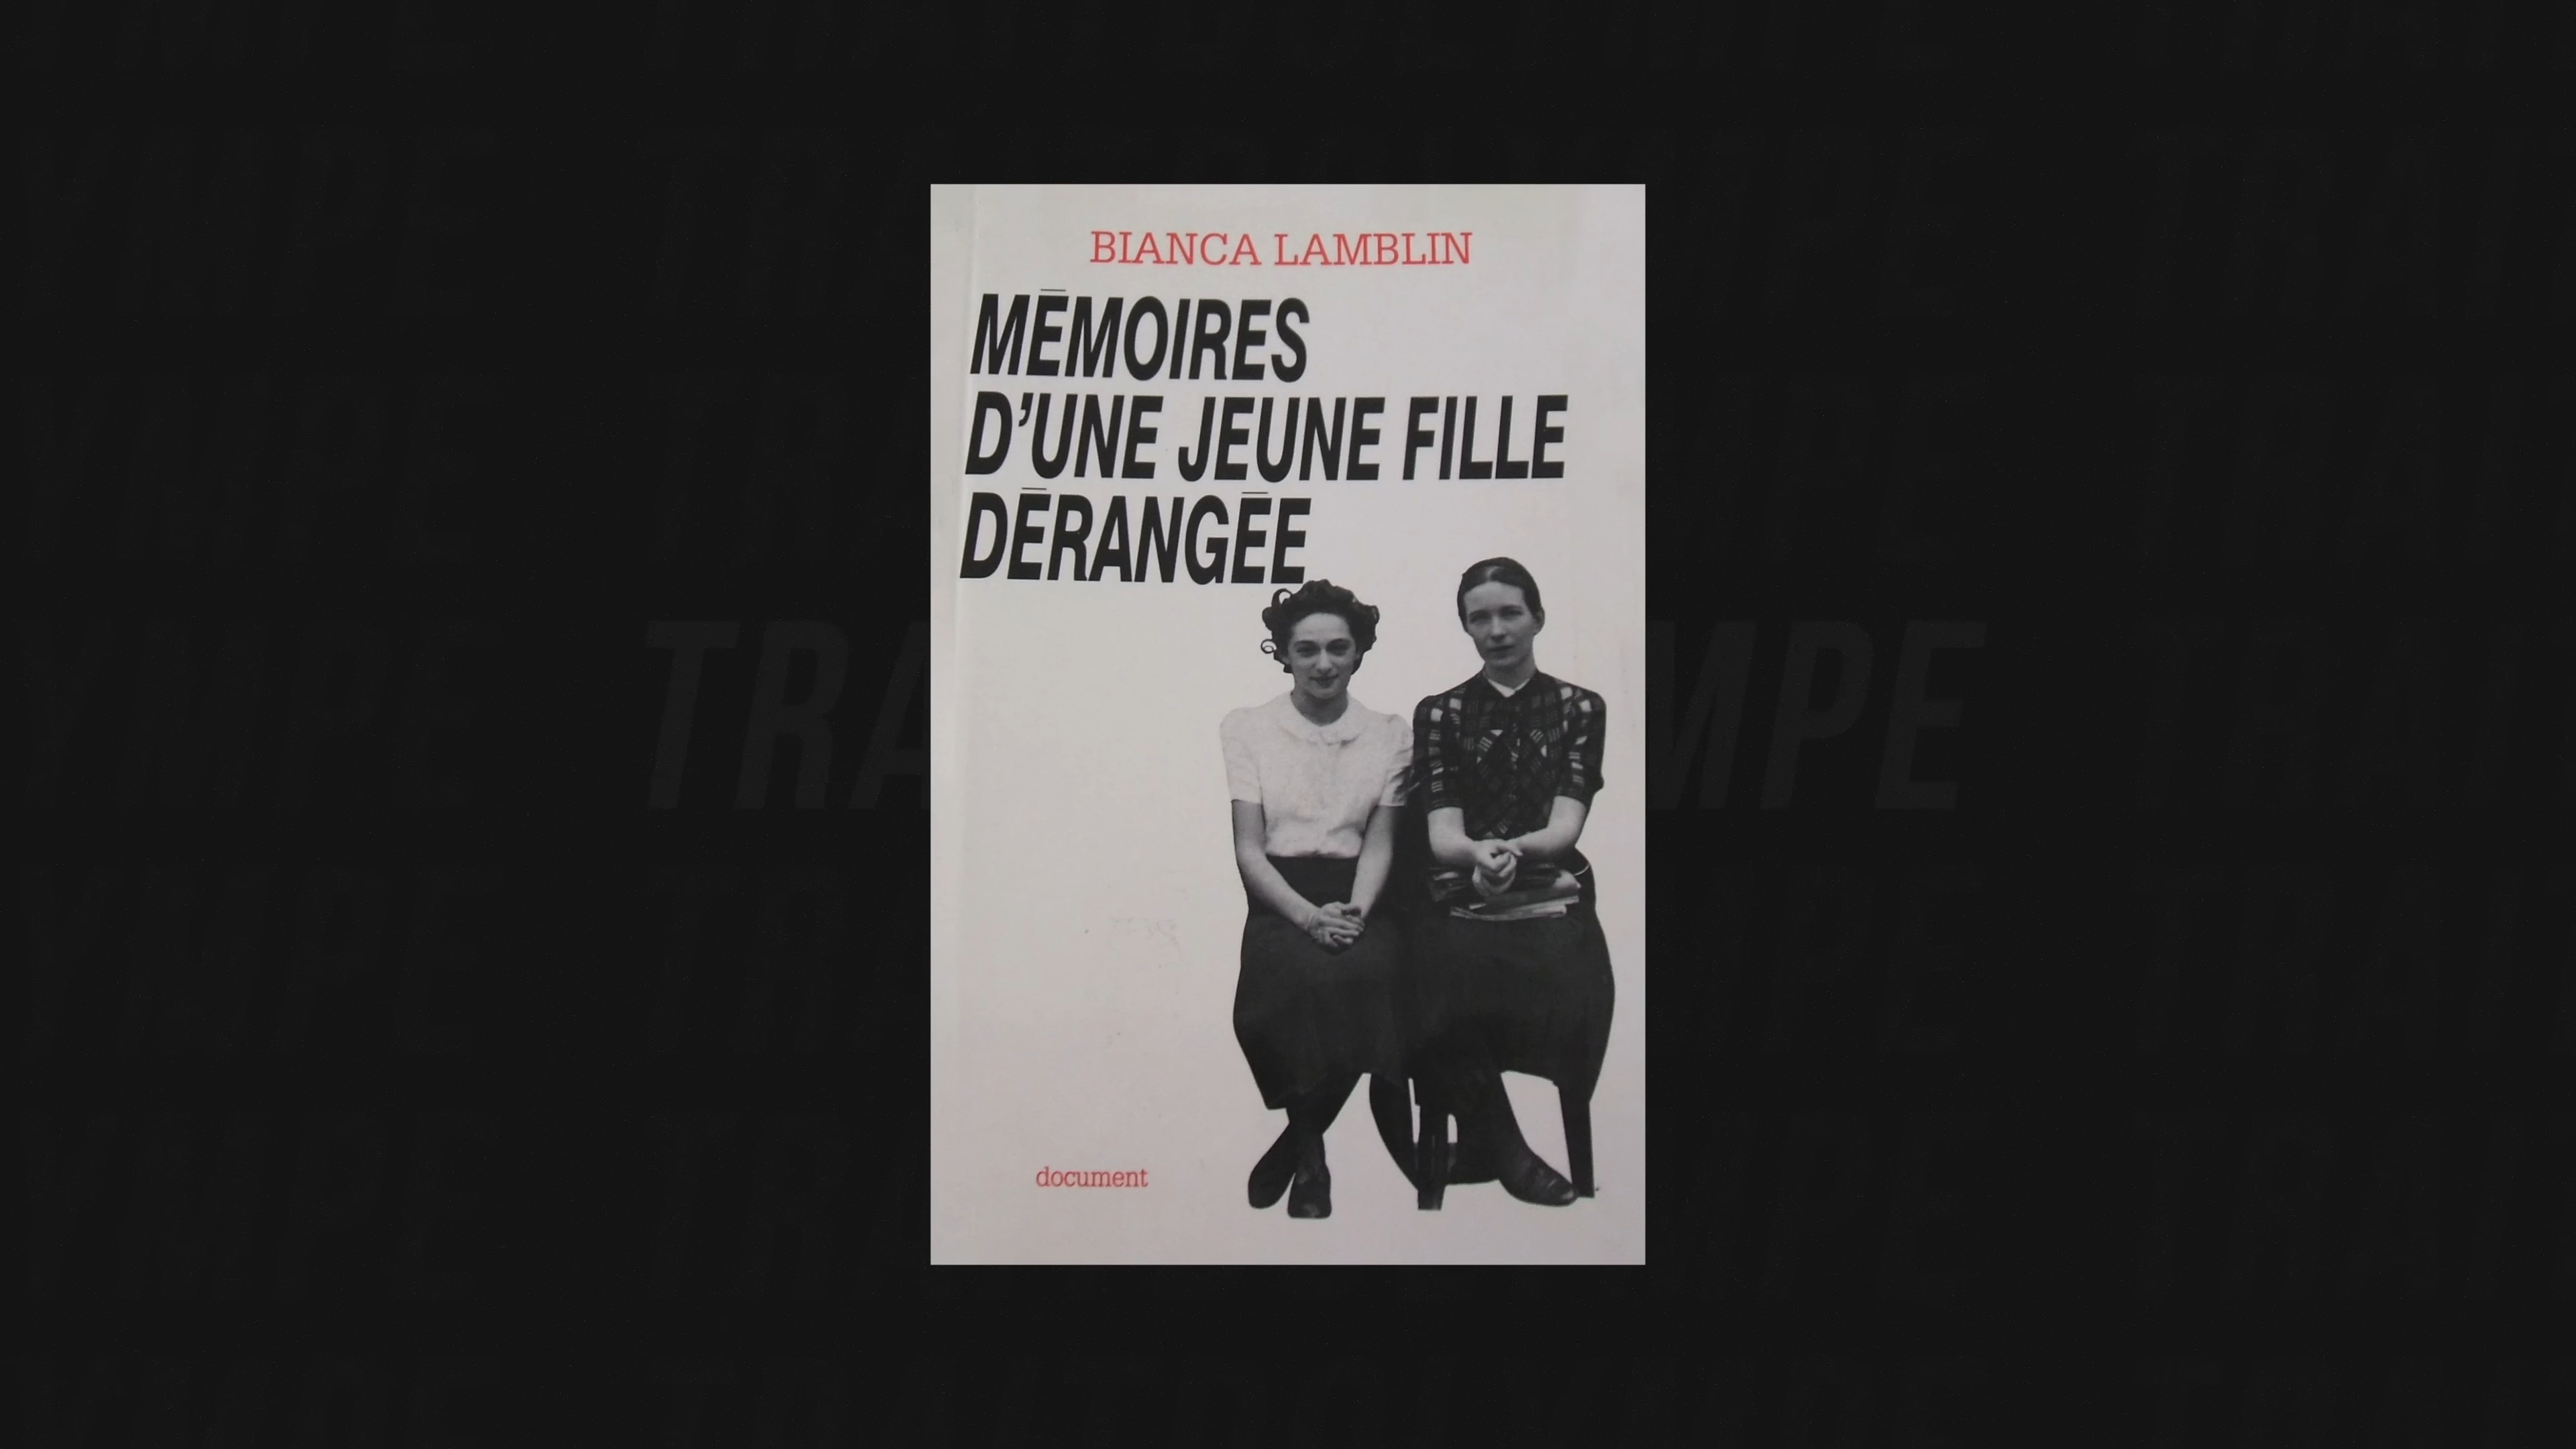 BIANCA LAMBLIN
MÉMOIRES
D'UNE JEUNE FILLE
DÉRANGÉE
document